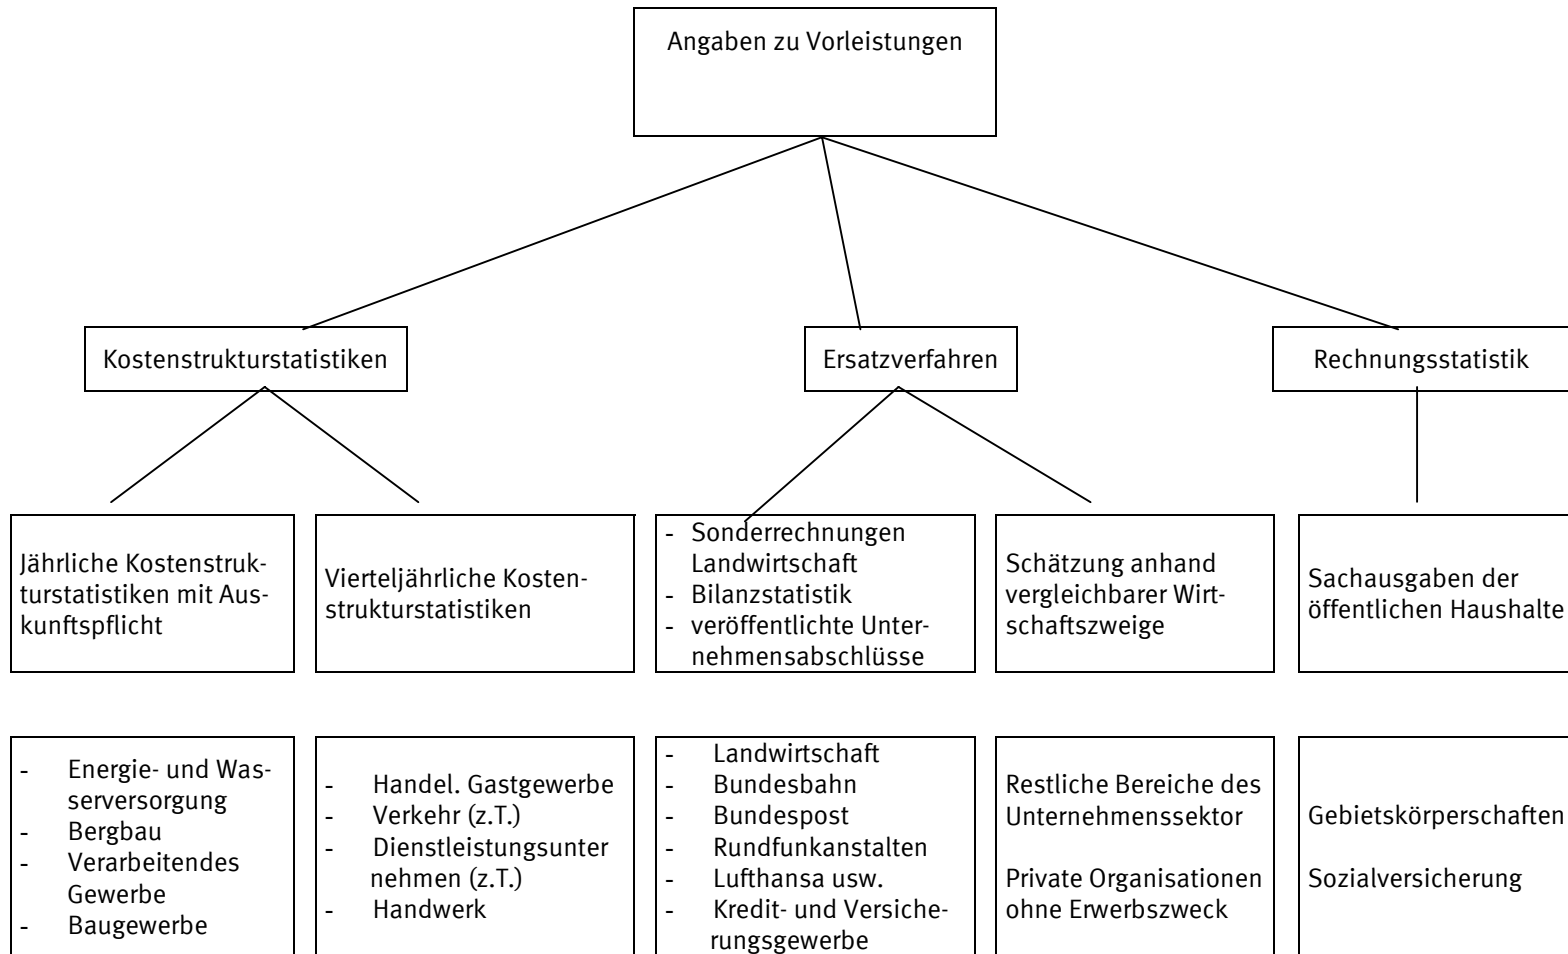 Angaben zu Vorleistungen
Kostenstrukturstatistiken
Ersatzverfahren
Rechnungsstatistik
Jährliche Kostenstruk-
turstatistiken mit Aus-
kunftspflicht
Vierteljährliche Kosten-
strukturstatistiken
- Sonderrechnungen
Landwirtschaft
- Bilanzstatistik
- veröffentlichte Unter-
nehmensabschlüsse
Schätzung anhand
vergleichbarer Wirt-
schaftszweige
Sachausgaben der
öffentlichen Haushalte
- Energie- und Was-
serversorgung
- Bergbau
- Verarbeitendes
Gewerbe
- Baugewerbe
- Handel. Gastgewerbe
- Verkehr (z.T.)
- Dienstleistungsunter
nehmen (z.T.)
- Handwerk
- Landwirtschaft
- Bundesbahn
- Bundespost
- Rundfunkanstalten
- Lufthansa usw.
- Kredit- und Versiche-
rungsgewerbe
Restliche Bereiche des
Unternehmenssektor
Private Organisationen
ohne Erwerbszweck
Gebietskörperschaften
Sozialversicherung